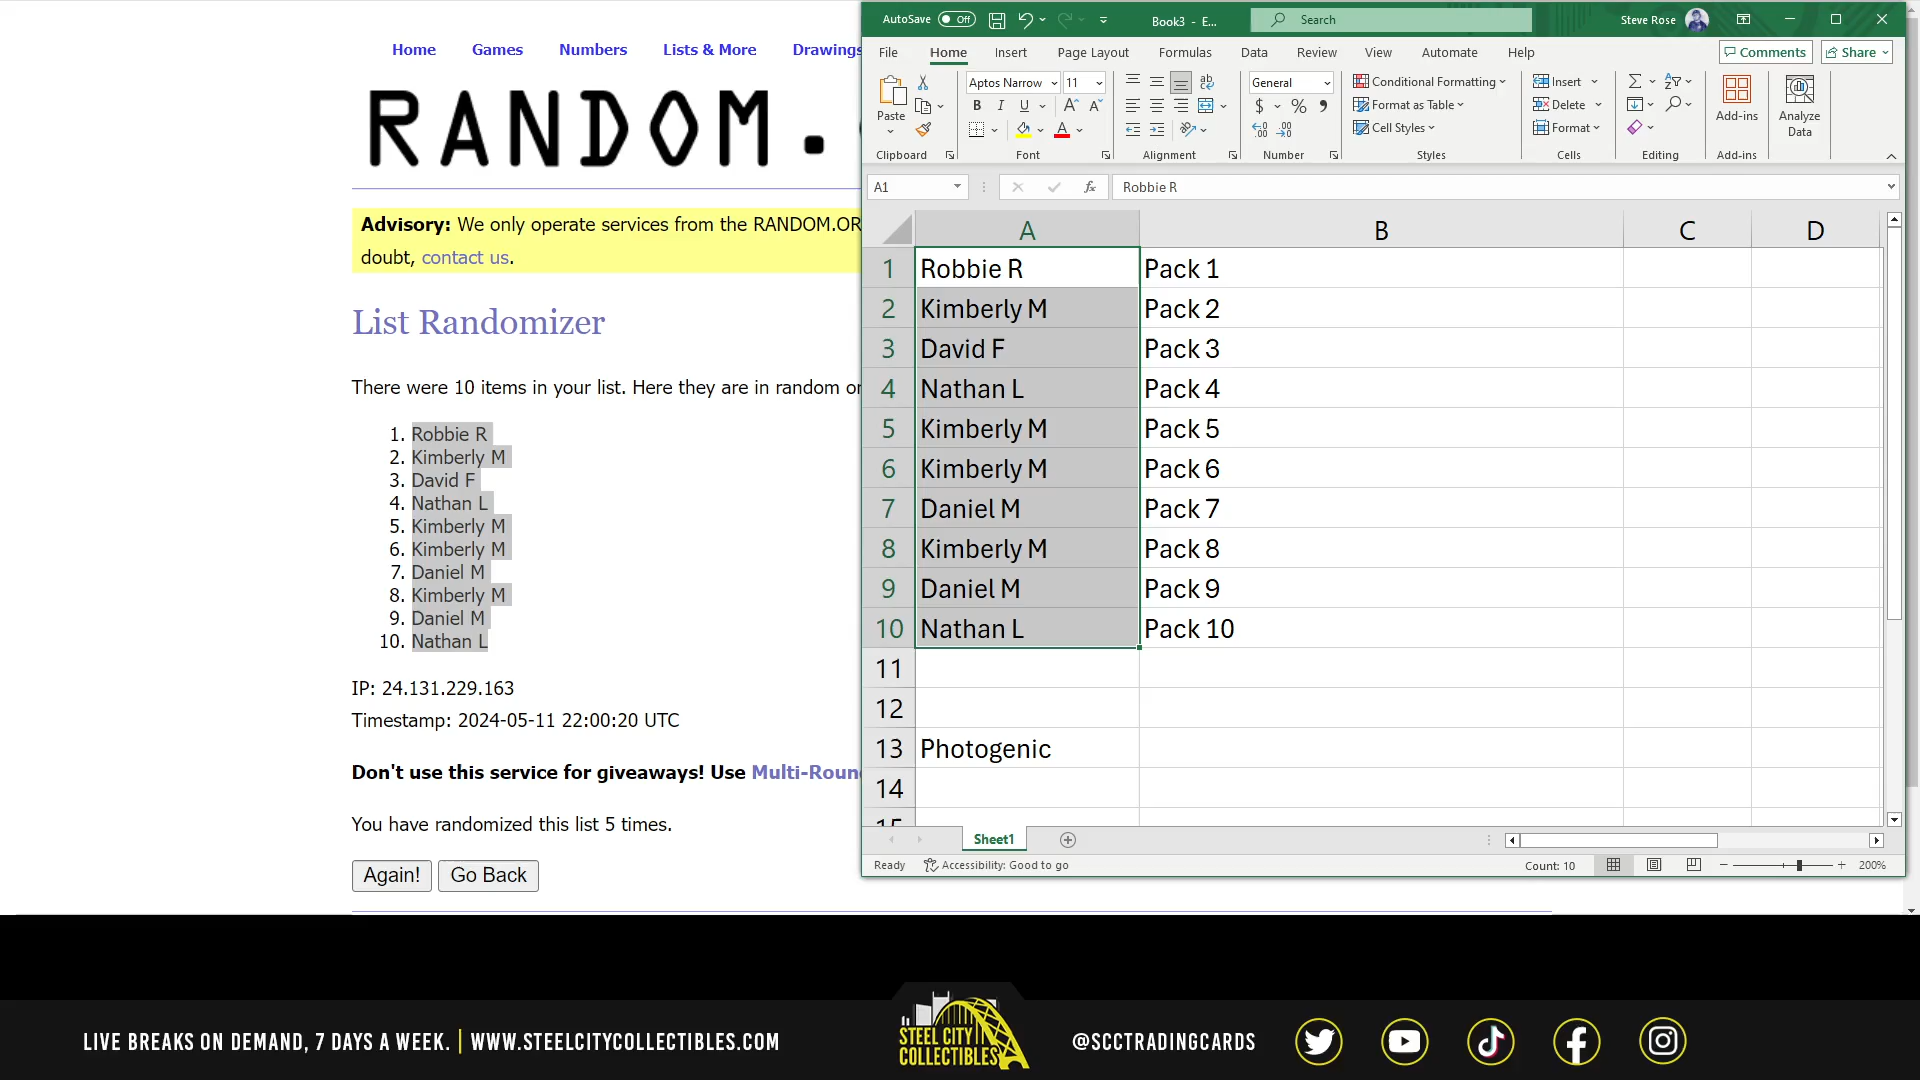 Home Games Numbers Lists & More Drawings
RANDOM.
Advisory: We only operate services from the RANDOM.OR
doubt, contact us.
List Randomizer
There were 10 items in your list. Here they are in random or
1. Robbie R
2. Kimberly M
3. David F
4. Nathan L
5. Kimberly M
6. Kimberly M
7. Daniel M
8. Kimberly M
9. Daniel M
10. Nathan L
IP: 24.131.229.163
Timestamp: 2024-05-11 22:00:20 UTC
Don't use this service for giveaways! Use Multi-Roun
You have randomized this list 5 times.
Again! Go Back
AutoSave Off Book3 - E... Search Steve Rose
File Home Insert Page Layout Formulas Data Review View Automate Help Comments Share
Paste
Clipboard
Aptos Narrow 11
B I U
Font
ab
Alignment
General
$ % ,
Number
Conditional Formatting
Format as Table
Cell Styles
Styles
Insert
Delete
Format
Cells
Editing
Add-ins
Add-ins
Analyze
Data
A1 fx Robbie R
A B C D
1 Robbie R Pack 1
2 Kimberly M Pack 2
3 David F Pack 3
4 Nathan L Pack 4
5 Kimberly M Pack 5
6 Kimberly M Pack 6
7 Daniel M Pack 7
8 Kimberly M Pack 8
9 Daniel M Pack 9
10 Nathan L Pack 10
11
12
13 Photogenic
14
15
Sheet1
Ready Accessibility: Good to go Count: 10 200%
LIVE BREAKS ON DEMAND, 7 DAYS A WEEK. | WWW.STEELCITYCOLLECTIBLES.COM
STEEL CITY
COLLECTIBLES
@SCCTRADINGCARDS